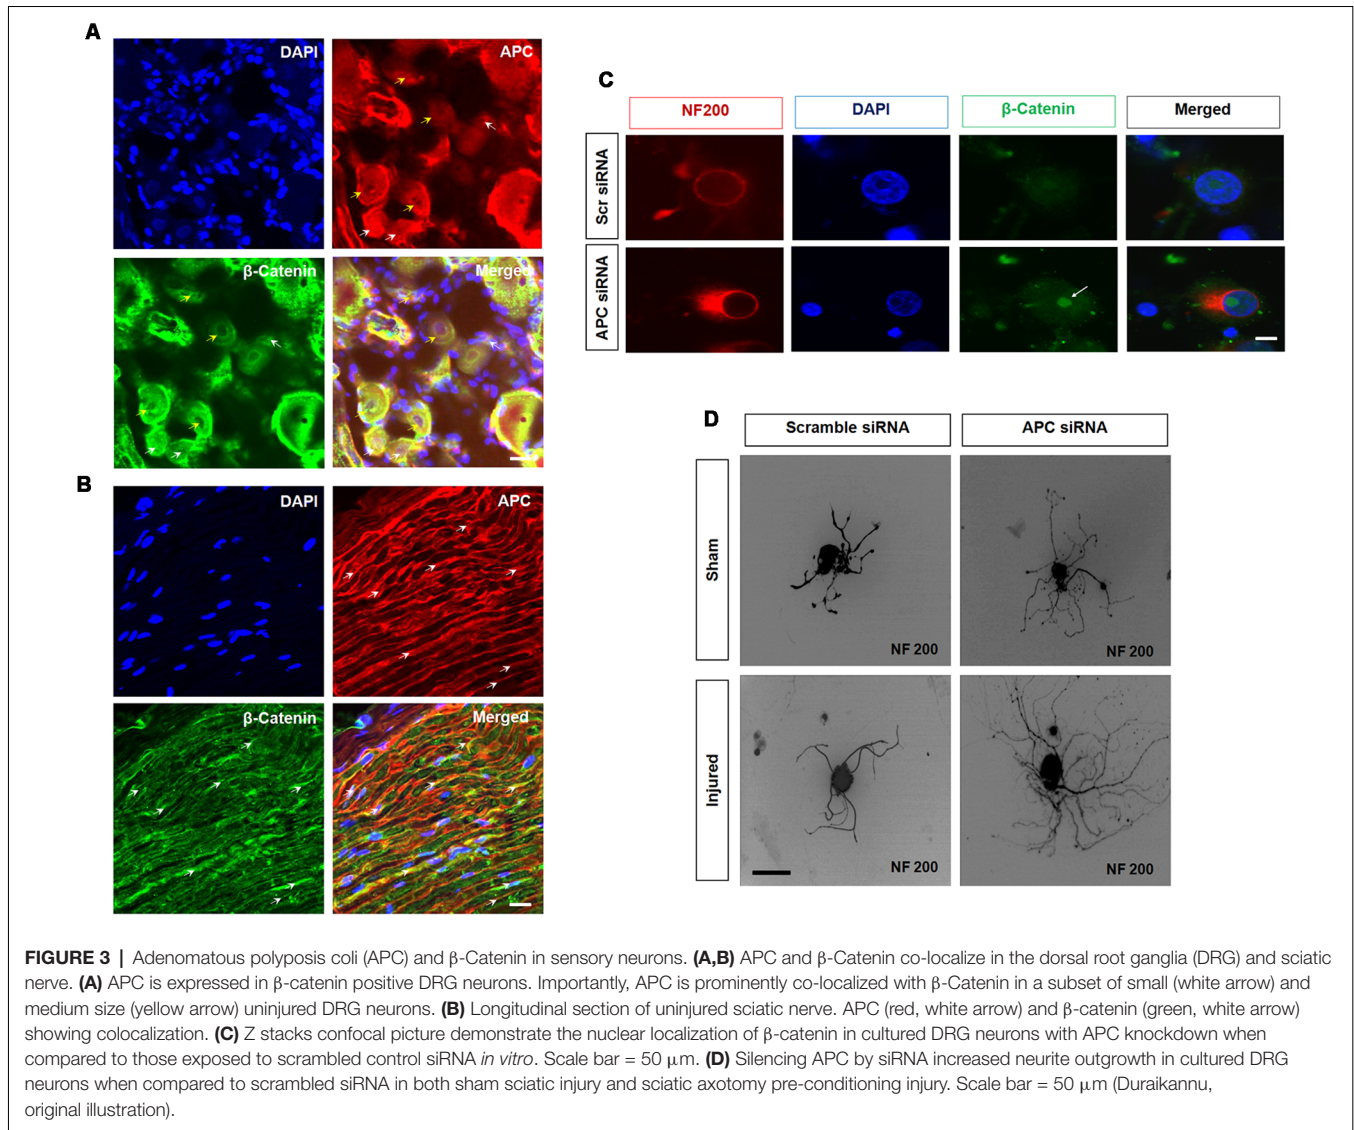 A
DAPI
APC
β-Catenin
Merged
B
DAPI
APC
β-Catenin
Merged
C
NF200
DAPI
β-Catenin
Merged
Scr siRNA
APC siRNA
D
Scramble siRNA
APC siRNA
Sham
NF 200
NF 200
Injured
NF 200
NF 200
FIGURE 3 | Adenomatous polyposis coli (APC) and β-Catenin in sensory neurons. (A,B) APC and β-Catenin co-localize in the dorsal root ganglia (DRG) and sciatic
nerve. (A) APC is expressed in β-catenin positive DRG neurons. Importantly, APC is prominently co-localized with β-Catenin in a subset of small (white arrow) and
medium size (yellow arrow) uninjured DRG neurons. (B) Longitudinal section of uninjured sciatic nerve. APC (red, white arrow) and β-catenin (green, white arrow)
showing colocalization. (C) Z stacks confocal picture demonstrate the nuclear localization of β-catenin in cultured DRG neurons with APC knockdown when
compared to those exposed to scrambled control siRNA in vitro. Scale bar = 50 μm. (D) Silencing APC by siRNA increased neurite outgrowth in cultured DRG
neurons when compared to scrambled siRNA in both sham sciatic injury and sciatic axotomy pre-conditioning injury. Scale bar = 50 μm (Duraikannu,
original illustration).